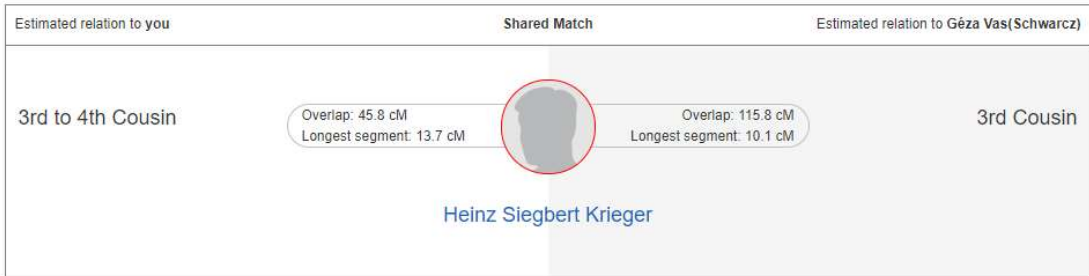 Estimated relation to you
Shared Match
Estimated relation to Géza Vas(Schwarcz)
3rd to 4th Cousin
Overlap: 45.8 cM
Longest segment: 13.7 cM
Overlap: 115.8 cM
Longest segment: 10.1 cM
3rd Cousin
Heinz Siegbert Krieger